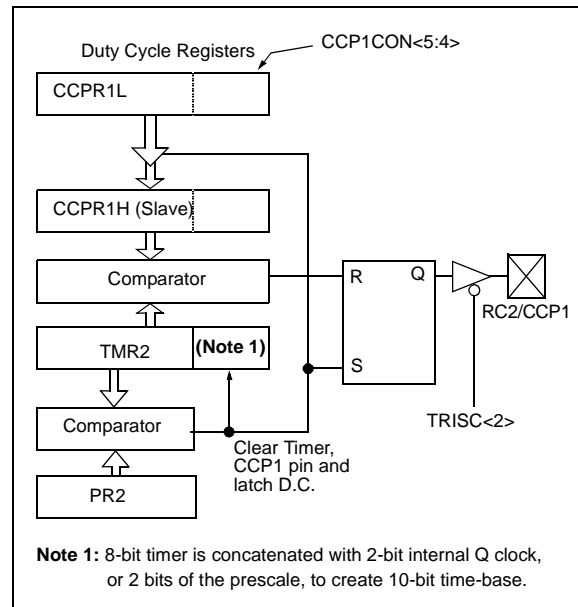 Duty Cycle Registers
CCP1CON<5:4>
CCPR1L
CCPR1H (Slave)
Comparator
R
Q
RC2/CCP1
TMR2
(Note 1)
S
TRISC<2>
Comparator
Clear Timer,
CCP1 pin and
latch D.C.
PR2
Note 1: 8-bit timer is concatenated with 2-bit internal Q clock,
or 2 bits of the prescale, to create 10-bit time-base.